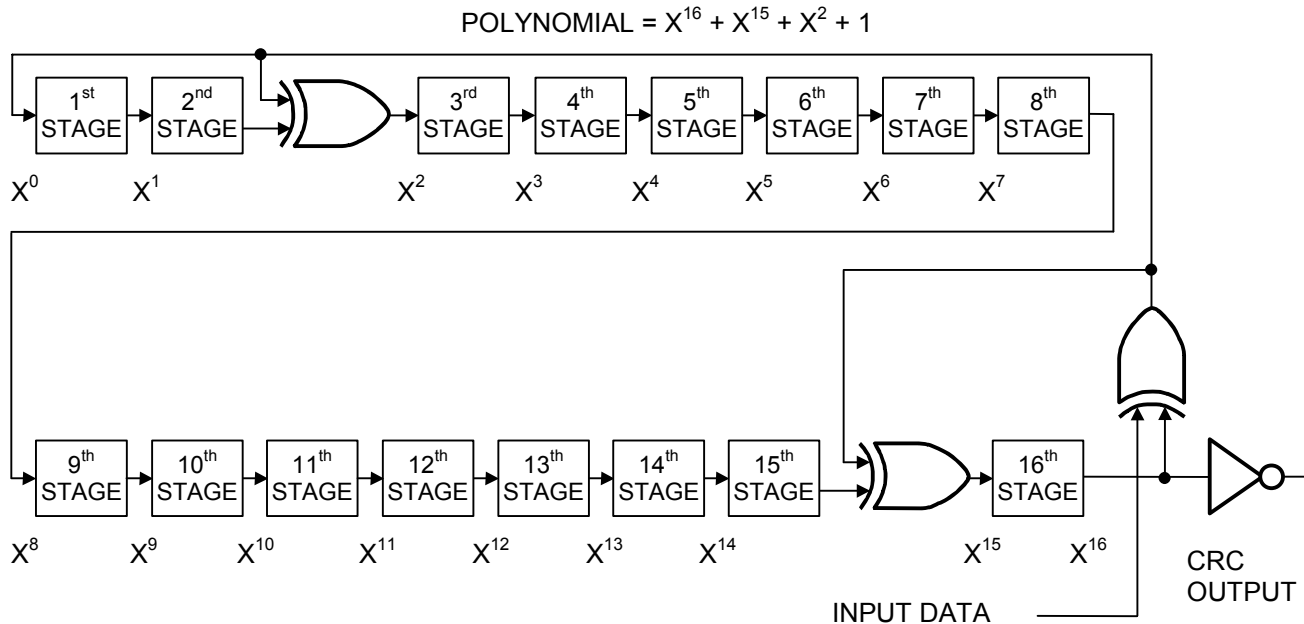 POLYNOMIAL = X¹⁶ + X¹⁵ + X² + 1
1ˢᵗ STAGE
2ⁿᵈ STAGE
3ʳᵈ STAGE
4ᵗʰ STAGE
5ᵗʰ STAGE
6ᵗʰ STAGE
7ᵗʰ STAGE
8ᵗʰ STAGE
X⁰ X¹ X² X³ X⁴ X⁵ X⁶ X⁷
9ᵗʰ STAGE
10ᵗʰ STAGE
11ᵗʰ STAGE
12ᵗʰ STAGE
13ᵗʰ STAGE
14ᵗʰ STAGE
15ᵗʰ STAGE
16ᵗʰ STAGE
X⁸ X⁹ X¹⁰ X¹¹ X¹² X¹³ X¹⁴ X¹⁵ X¹⁶
CRC
OUTPUT
INPUT DATA